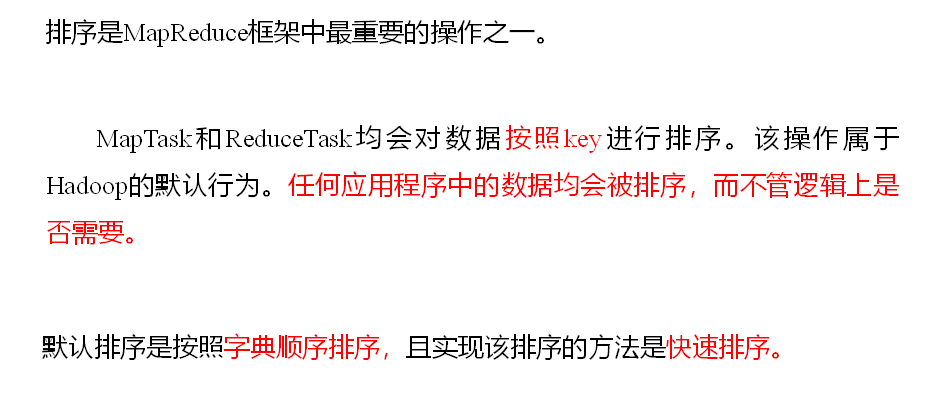 排序是MapReduce框架中最重要的操作之一。
MapTask和ReduceTask均会对数据按照key进行排序。该操作属于
Hadoop的默认行为。任何应用程序中的数据均会被排序，而不管逻辑上是
否需要。
默认排序是按照字典顺序排序，且实现该排序的方法是快速排序。